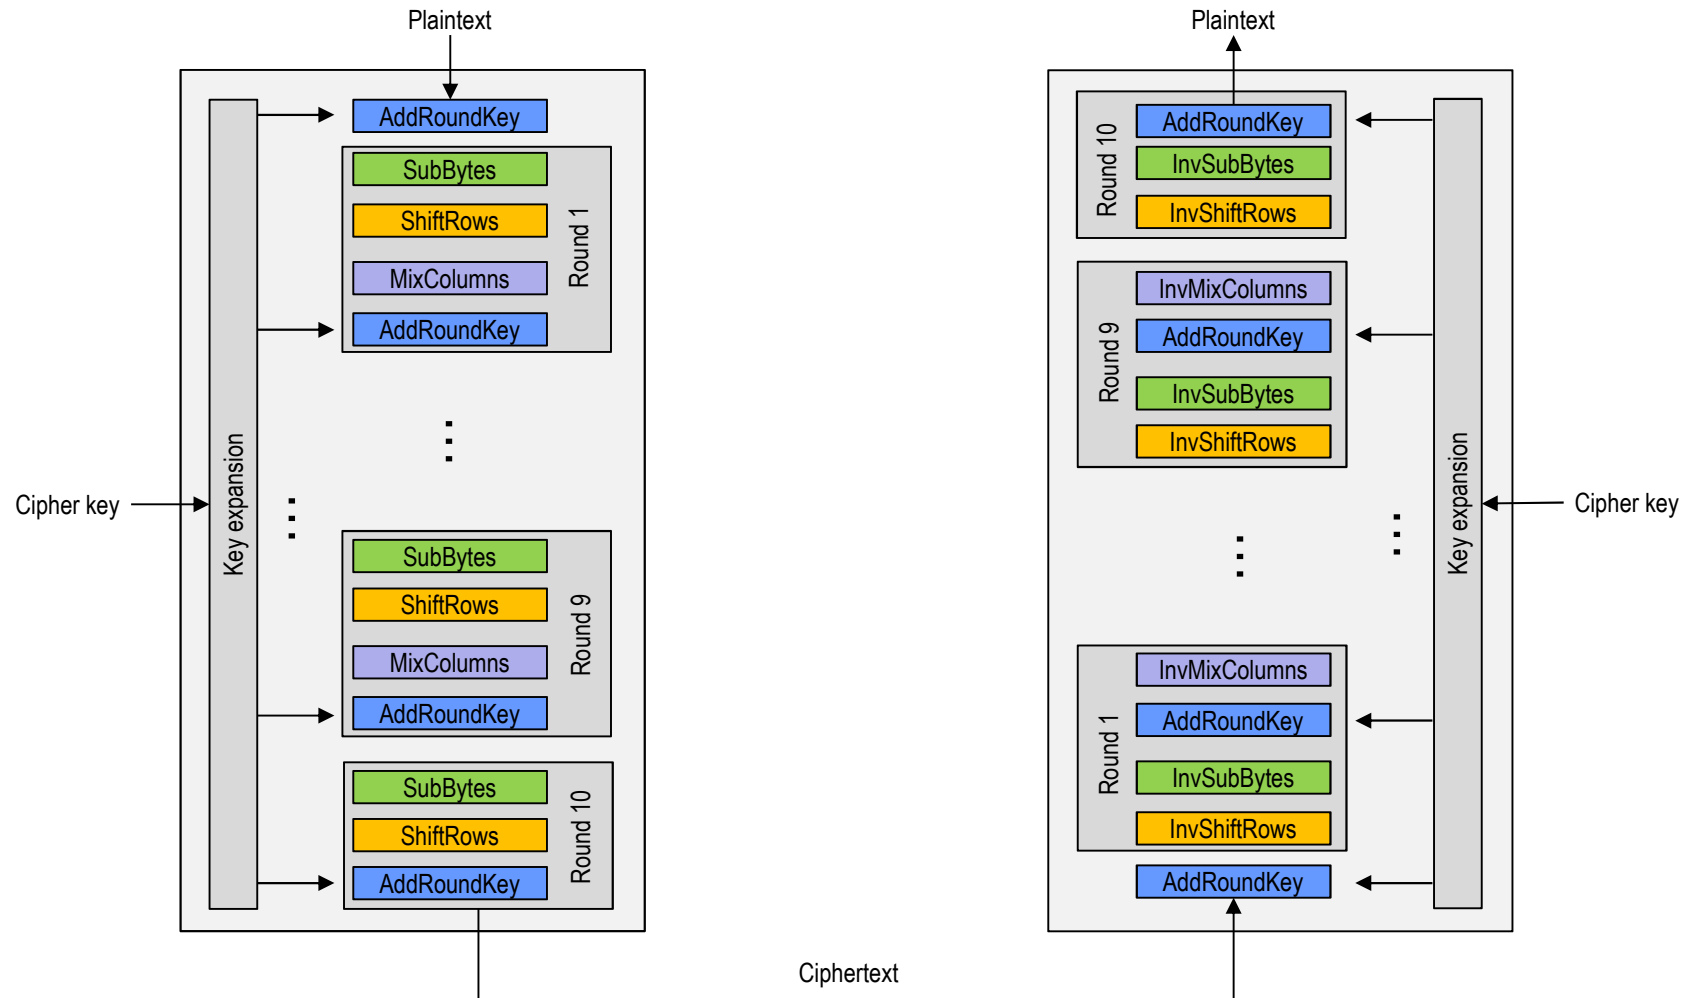 Plaintext
AddRoundKey
SubBytes
ShiftRows
MixColumns
AddRoundKey
Round 1
SubBytes
ShiftRows
MixColumns
AddRoundKey
Round 9
SubBytes
ShiftRows
AddRoundKey
Round 10
Key expansion
Cipher key
Plaintext
AddRoundKey
InvSubBytes
InvShiftRows
Round 10
InvMixColumns
AddRoundKey
InvSubBytes
InvShiftRows
Round 9
InvMixColumns
AddRoundKey
InvSubBytes
InvShiftRows
Round 1
AddRoundKey
Key expansion
Cipher key
Ciphertext